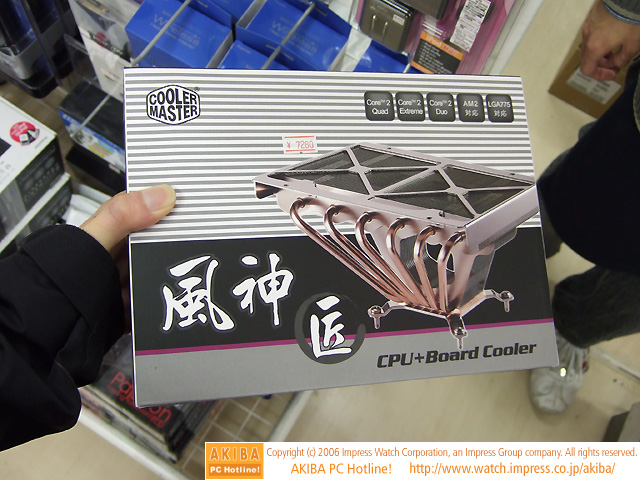 COOLER
MASTER
Core™2
Quad
Core™2
Extreme
Core™2
Duo
AM2
対応
LGA775
対応
¥ 7280
風神
匠
CPU+Board Cooler
AKIBA
PC Hotline!
Copyright (c) 2006 Impress Watch Corporation, an Impress Group company. All rights reserved.
AKIBA PC Hotline! http://www.watch.impress.co.jp/akiba/